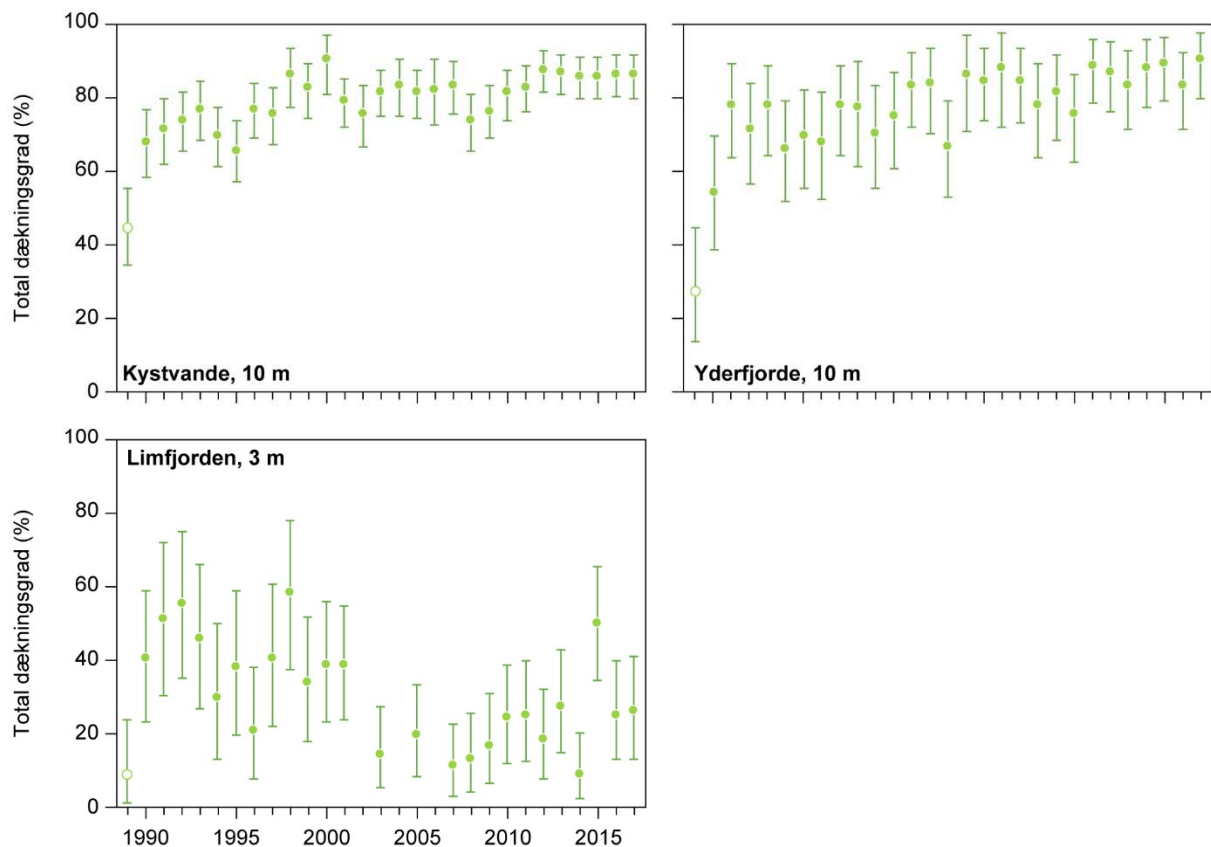 Total dækningsgrad (%)
100
80
60
40
20
0
Kystvande, 10 m
Yderfjorde, 10 m
Total dækningsgrad (%)
100
80
60
40
20
0
Limfjorden, 3 m
1990 1995 2000 2005 2010 2015